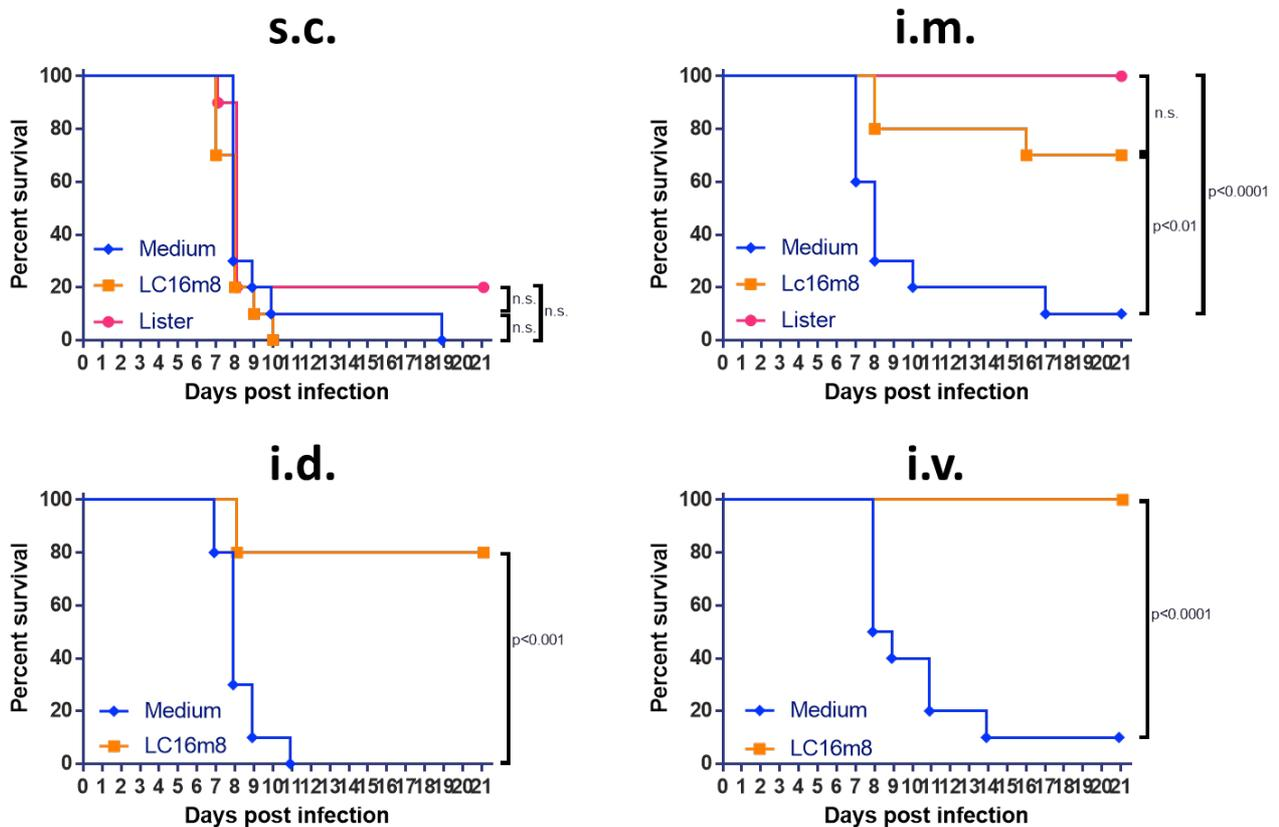 s.c.
Percent survival
100
80
60
40
20
0
Medium
LC16m8
Lister
n.s.
n.s.
n.s.
0 1 2 3 4 5 6 7 8 9 10 11 12 13 14 15 16 17 18 19 20 21
Days post infection
i.m.
Percent survival
100
80
60
40
20
0
Medium
Lc16m8
Lister
n.s.
p<0.01
p<0.0001
0 1 2 3 4 5 6 7 8 9 10 11 12 13 14 15 16 17 18 19 20 21
Days post infection
i.d.
Percent survival
100
80
60
40
20
0
Medium
LC16m8
p<0.001
0 1 2 3 4 5 6 7 8 9 10 11 12 13 14 15 16 17 18 19 20 21
Days post infection
i.v.
Percent survival
100
80
60
40
20
0
Medium
LC16m8
p<0.0001
0 1 2 3 4 5 6 7 8 9 10 11 12 13 14 15 16 17 18 19 20 21
Days post infection